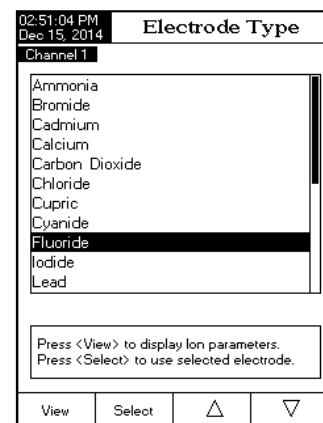 02:51:04 PM
Dec 15, 2014
Electrode Type
Channel 1
Ammonia
Bromide
Cadmium
Calcium
Carbon Dioxide
Chloride
Cupric
Cyanide
Fluoride
Iodide
Lead
Press <View> to display Ion parameters.
Press <Select> to use selected electrode.
View Select △ ▽